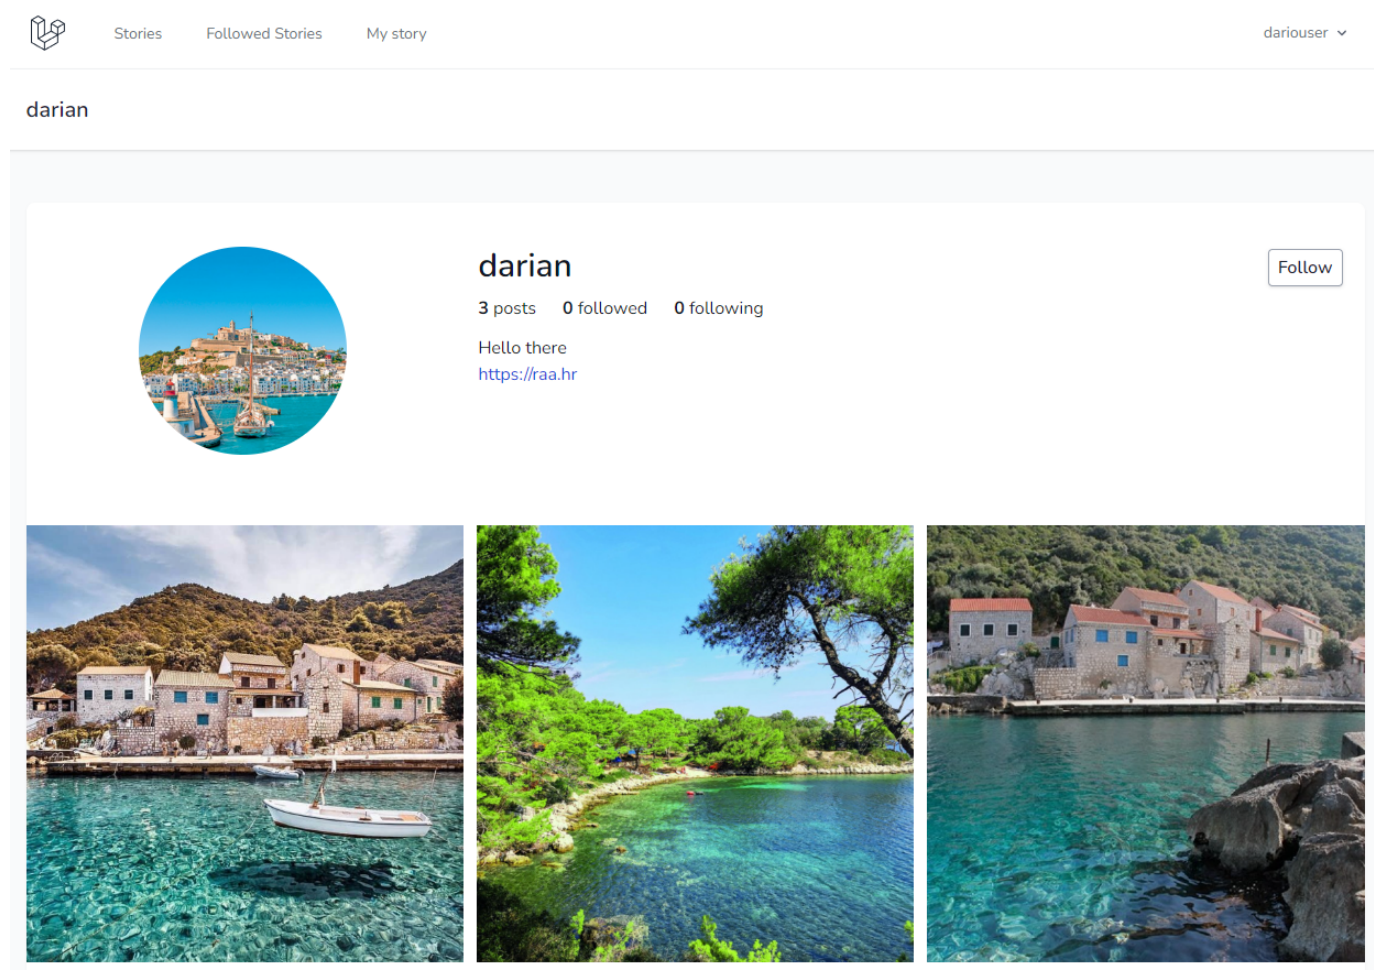 Stories Followed Stories My story dariouser
darian
darian
Follow
3 posts 0 followed 0 following
Hello there
https://raa.hr